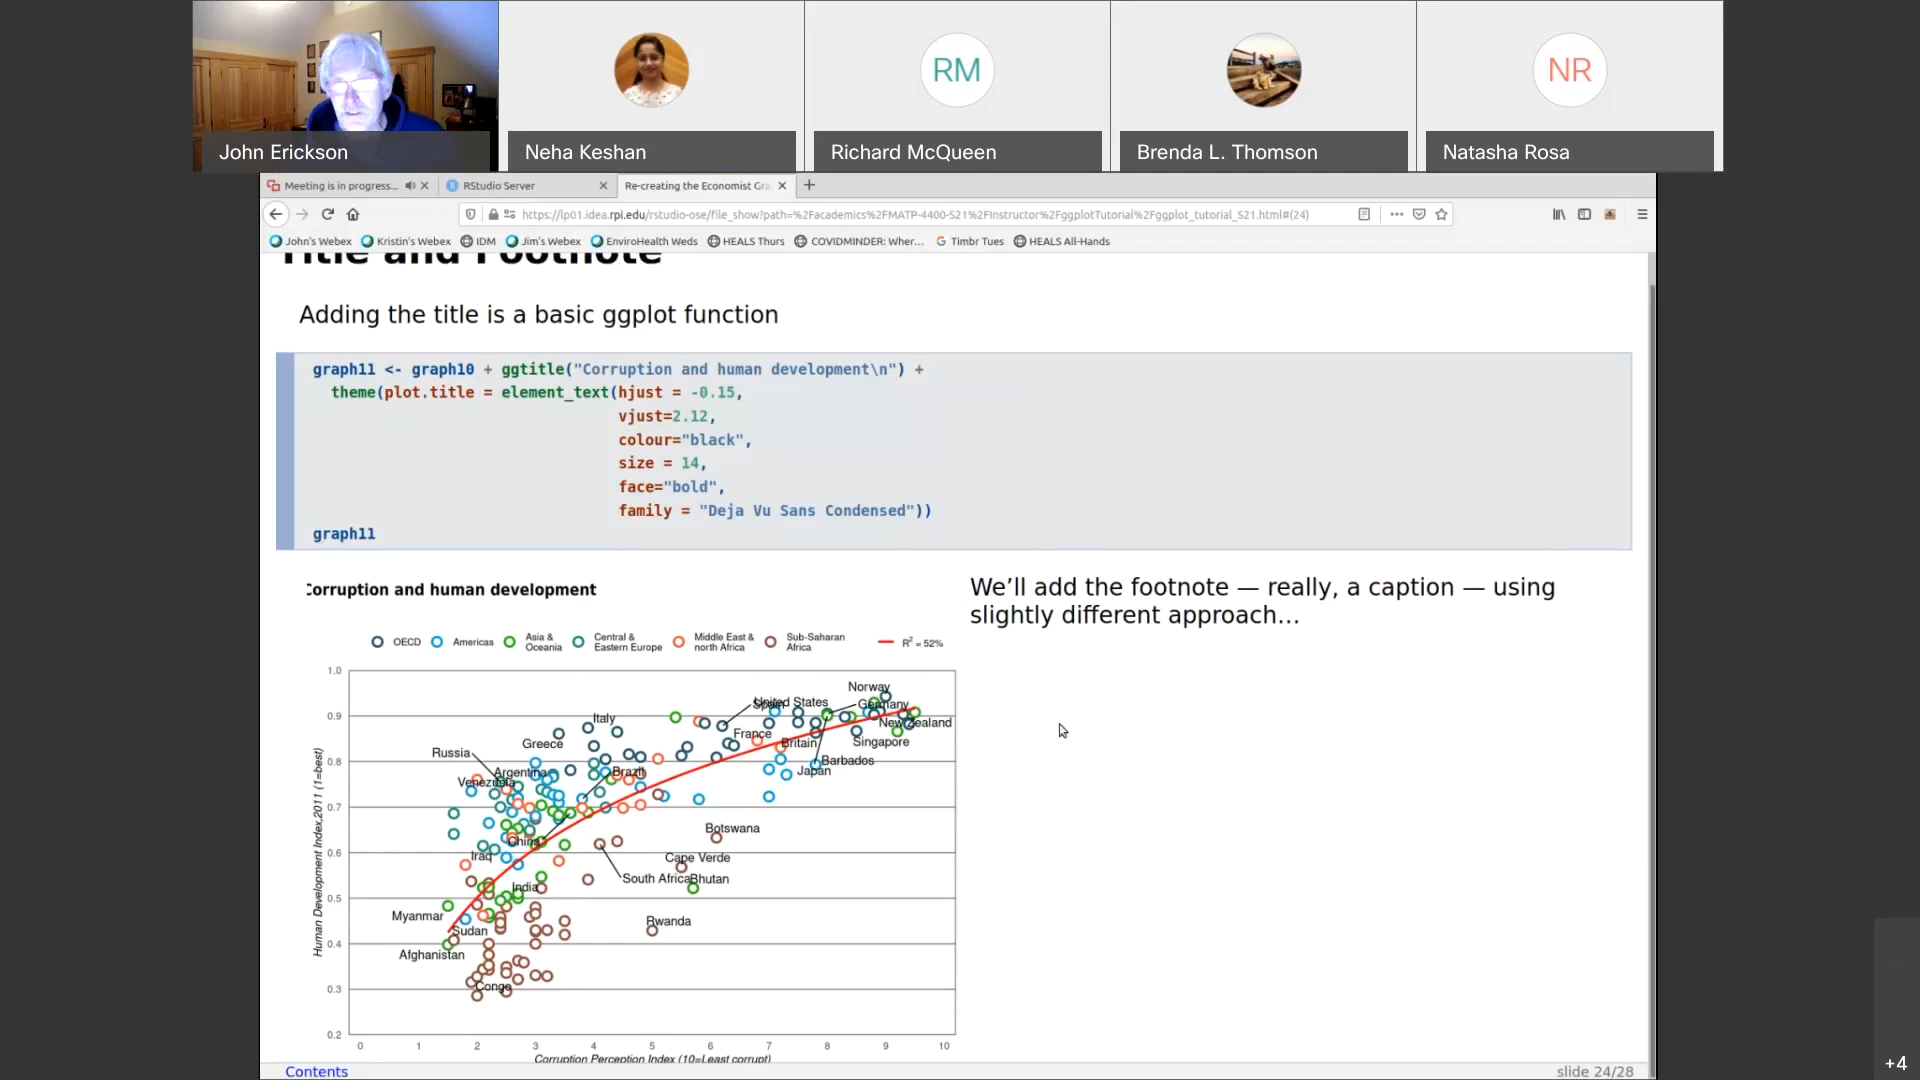 RM
NR
John Erickson
Neha Keshan
Richard McQueen
Brenda L. Thomson
Natasha Rosa
Meeting is in progress...
RStudio Server
Re-creating the Economist Gra
https://lp01.idea.rpi.edu/rstudio-ose/file_show?path=%2Facademics%2FMATP-4400-S21%2FInstructor%2FggplotTutorial%2Fggplot_tutorial_S21.html#(24)
John's Webex
Kristin's Webex
IDM
Jim's Webex
EnviroHealth Weds
HEALS Thurs
COVIDMINDER: Wher...
Timbr Tues
HEALS All-Hands
Title and Footnote
Adding the title is a basic ggplot function
graph11 <- graph10 + ggtitle("Corruption and human development\n") +
theme(plot.title = element_text(hjust = -0.15,
vjust=2.12,
colour="black",
size = 14,
face="bold",
family = "Deja Vu Sans Condensed"))
graph11
Corruption and human development
We’ll add the footnote — really, a caption — using
slightly different approach…
OECD
Americas
Asia &
Oceania
Central &
Eastern Europe
Middle East &
north Africa
Sub-Saharan
Africa
R² = 52%
Human Development Index,2011 (1=best)
1.0
0.9
0.8
0.7
0.6
0.5
0.4
0.3
0.2
Norway
United States
Spain
Germany
Italy
New Zealand
France
Greece
Britain
Singapore
Russia
Barbados
Japan
Argentina
Brazil
Venezuela
Botswana
China
Iraq
Cape Verde
South Africa
Bhutan
India
Myanmar
Rwanda
Sudan
Afghanistan
Congo
0 1 2 3 4 5 6 7 8 9 10
Corruption Perception Index (10=Least corrupt)
Contents
slide 24/28
+4